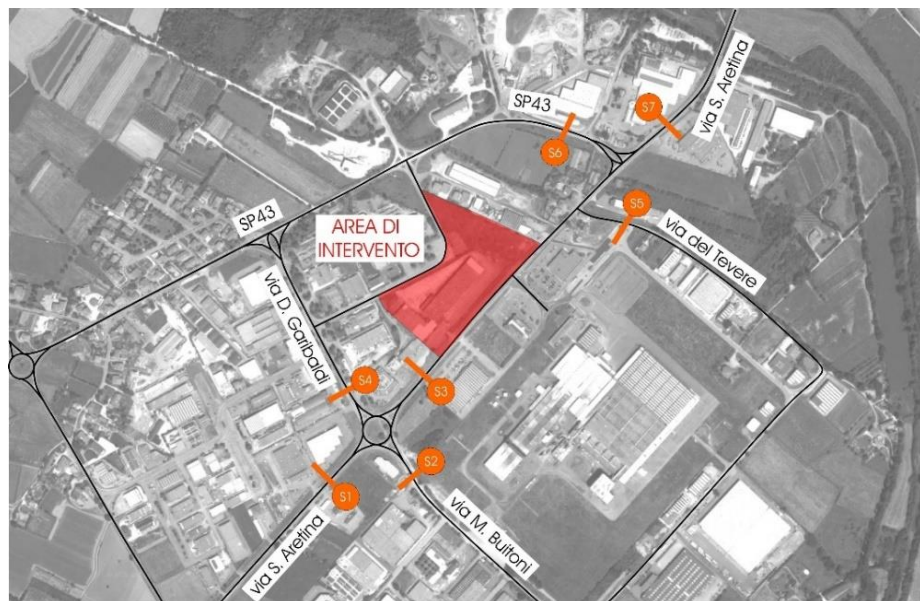 via S. Aretina
SP43
S7
S6
S5
via del Tevere
SP43
AREA DI
INTERVENTO
via D. Garibaldi
S4
S3
S2
S1
via M. Buitoni
via S. Aretina